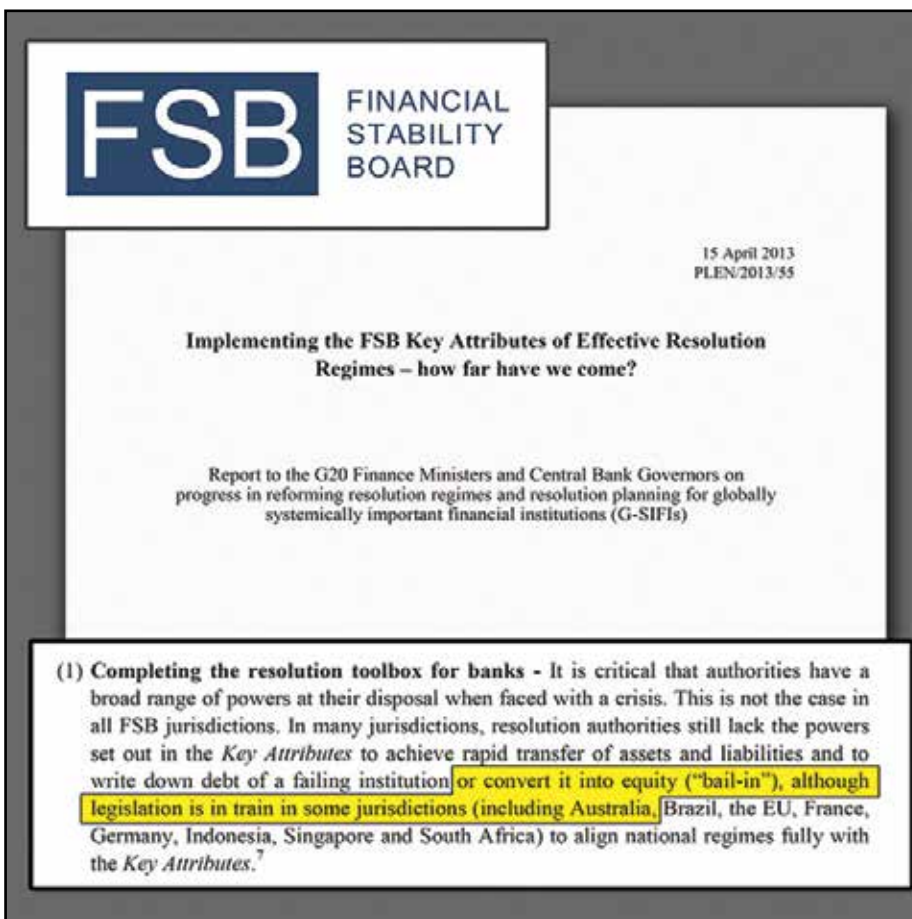 FSB
FINANCIAL
STABILITY
BOARD
15 April 2013
PLEN/2013/55
Implementing the FSB Key Attributes of Effective Resolution
Regimes – how far have we come?
Report to the G20 Finance Ministers and Central Bank Governors on
progress in reforming resolution regimes and resolution planning for globally
systemically important financial institutions (G-SIFIs)
(1) Completing the resolution toolbox for banks - It is critical that authorities have a
broad range of powers at their disposal when faced with a crisis. This is not the case in
all FSB jurisdictions. In many jurisdictions, resolution authorities still lack the powers
set out in the Key Attributes to achieve rapid transfer of assets and liabilities and to
write down debt of a failing institution or convert it into equity (“bail-in”), although
legislation is in train in some jurisdictions (including Australia, Brazil, the EU, France,
Germany, Indonesia, Singapore and South Africa) to align national regimes fully with
the Key Attributes.7